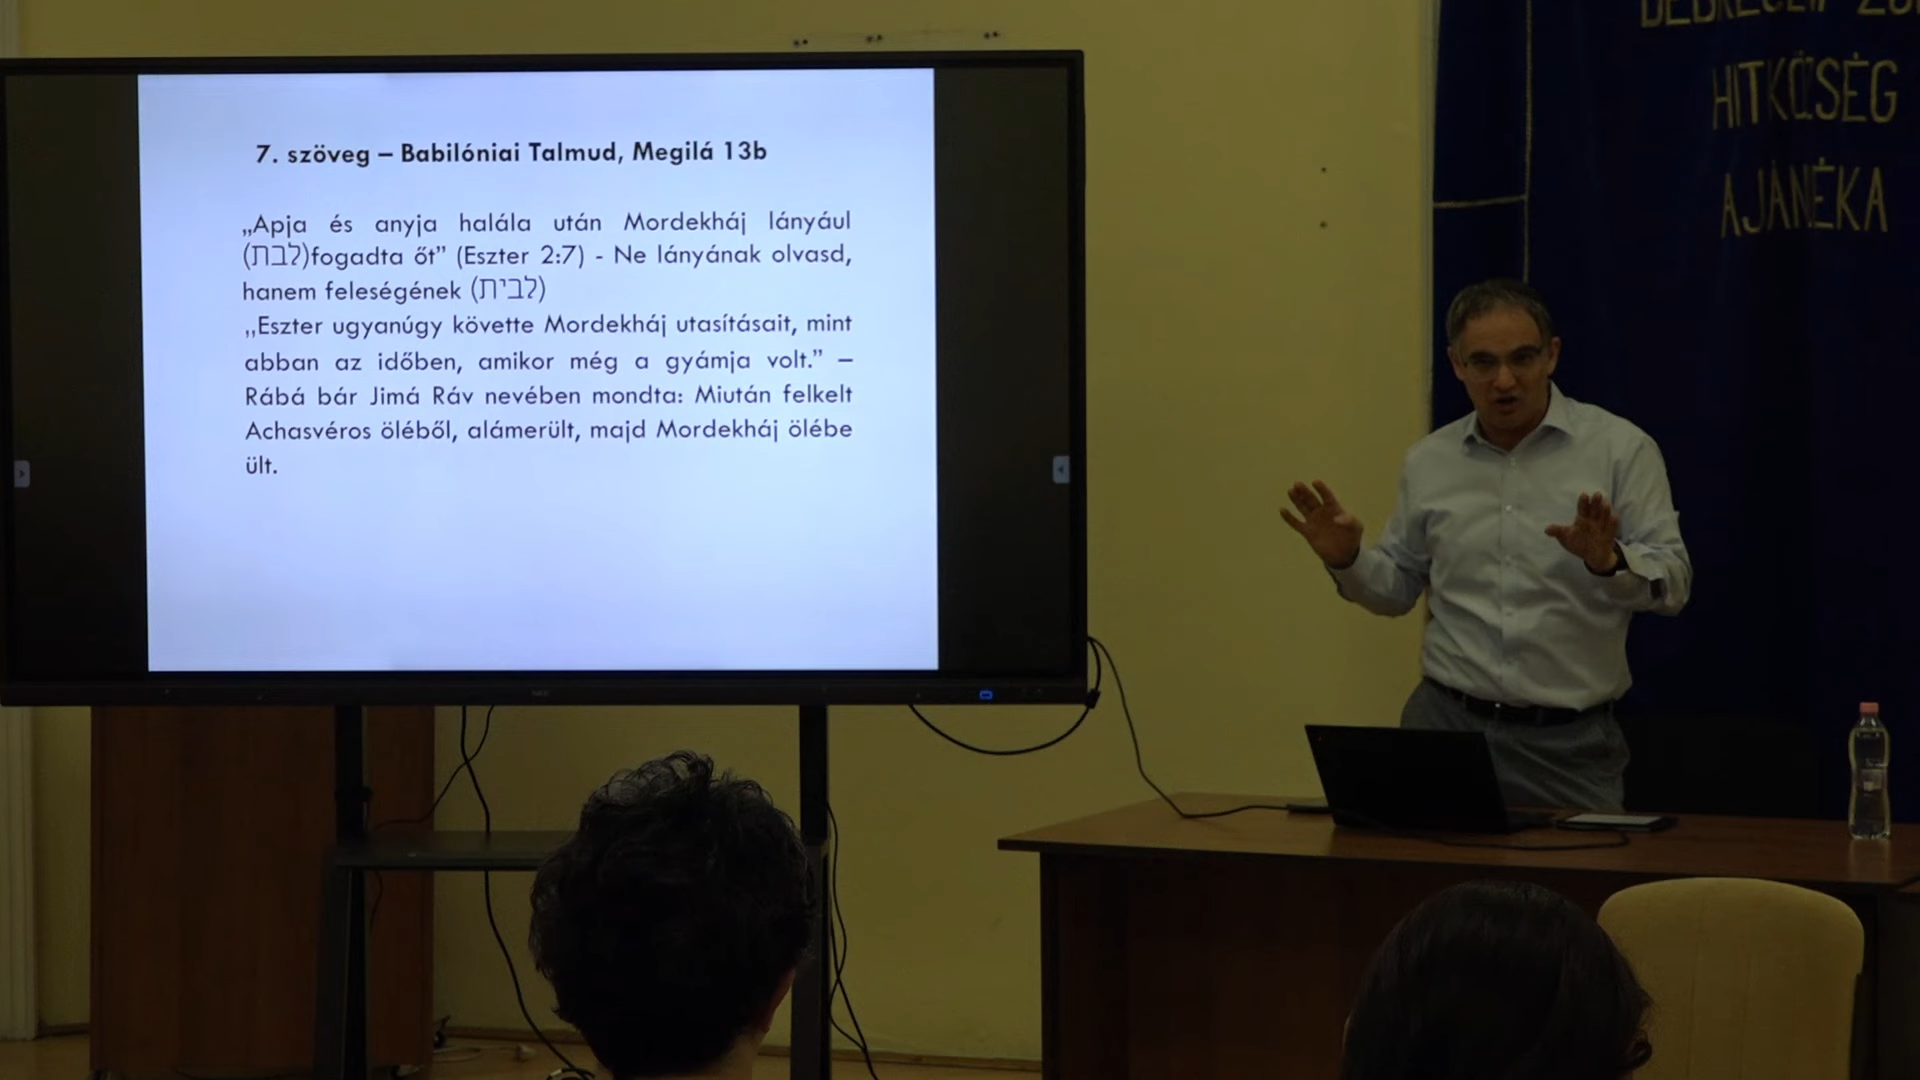 7. szöveg – Babilóniai Talmud, Megilá 13b
„Apja és anyja halála után Mordekháj lányául
(לבת)fogadta őt” (Eszter 2:7) - Ne lányának olvasd,
hanem feleségének (לבית)
,,Eszter ugyanúgy követte Mordekháj utasításait, mint
abban az időben, amikor még a gyámja volt.” –
Rábá bár Jimá Ráv nevében mondta: Miután felkelt
Achasvéros öléből, alámerült, majd Mordekháj ölébe
ült.
HITKÖZSÉG
AJÁNÉKA